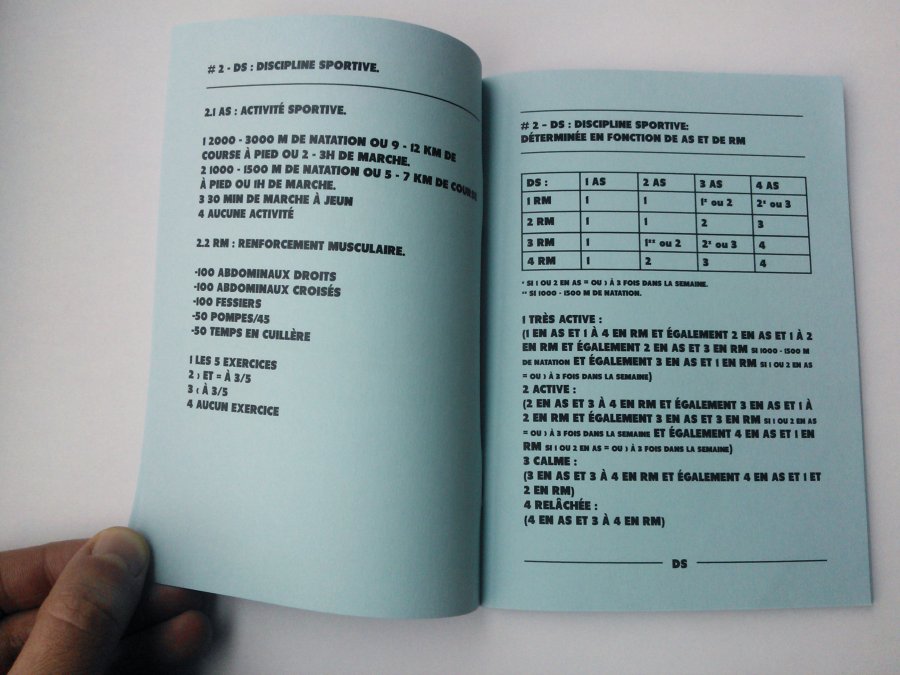 # 2 - DS : DISCIPLINE SPORTIVE.
2.1 AS : ACTIVITÉ SPORTIVE.
1 2000 - 3000 M DE NATATION OU 9 - 12 KM DE
COURSE À PIED OU 2 - 3H DE MARCHE.
2 1000 - 1500 M DE NATATION OU 5 - 7 KM DE COURSE
À PIED OU 1H DE MARCHE.
3 30 MIN DE MARCHE À JEUN
4 AUCUNE ACTIVITÉ
2.2 RM : RENFORCEMENT MUSCULAIRE.
-100 ABDOMINAUX DROITS
-100 ABDOMINAUX CROISÉS
-100 FESSIERS
-50 POMPES/45
-50 TEMPS EN CUILLÈRE
1 LES 5 EXERCICES
2 ) ET = À 3/5
3 ( À 3/5
4 AUCUN EXERCICE
# 2 - DS : DISCIPLINE SPORTIVE:
DÉTERMINÉE EN FONCTION DE AS ET DE RM
DS : 1 AS 2 AS 3 AS 4 AS
1 RM 1 1 1* OU 2 2* OU 3
2 RM 1 1 2 3
3 RM 1 1** OU 2 2* OU 3 4
4 RM 1 2 3 4
* SI 1 OU 2 EN AS = OU ) À 3 FOIS DANS LA SEMAINE.
** SI 1000 - 1500 M DE NATATION.
1 TRÈS ACTIVE :
(1 EN AS ET 1 À 4 EN RM ET ÉGALEMENT 2 EN AS ET 1 À 2
EN RM ET ÉGALEMENT 2 EN AS ET 3 EN RM SI 1000 - 1500 M
DE NATATION ET ÉGALEMENT 3 EN AS ET 1 EN RM SI 1 OU 2 EN AS
= OU ) À 3 FOIS DANS LA SEMAINE)
2 ACTIVE :
(2 EN AS ET 3 À 4 EN RM ET ÉGALEMENT 3 EN AS ET 1 À
2 EN RM ET ÉGALEMENT 3 EN AS ET 3 EN RM SI 1 OU 2 EN AS
= OU ) À 3 FOIS DANS LA SEMAINE ET ÉGALEMENT 4 EN AS ET 1 EN
RM SI 1 OU 2 EN AS = OU ) À 3 FOIS DANS LA SEMAINE)
3 CALME :
(3 EN AS ET 3 À 4 EN RM ET ÉGALEMENT 4 EN AS ET 1 ET
2 EN RM)
4 RELÂCHÉE :
(4 EN AS ET 3 À 4 EN RM)
DS